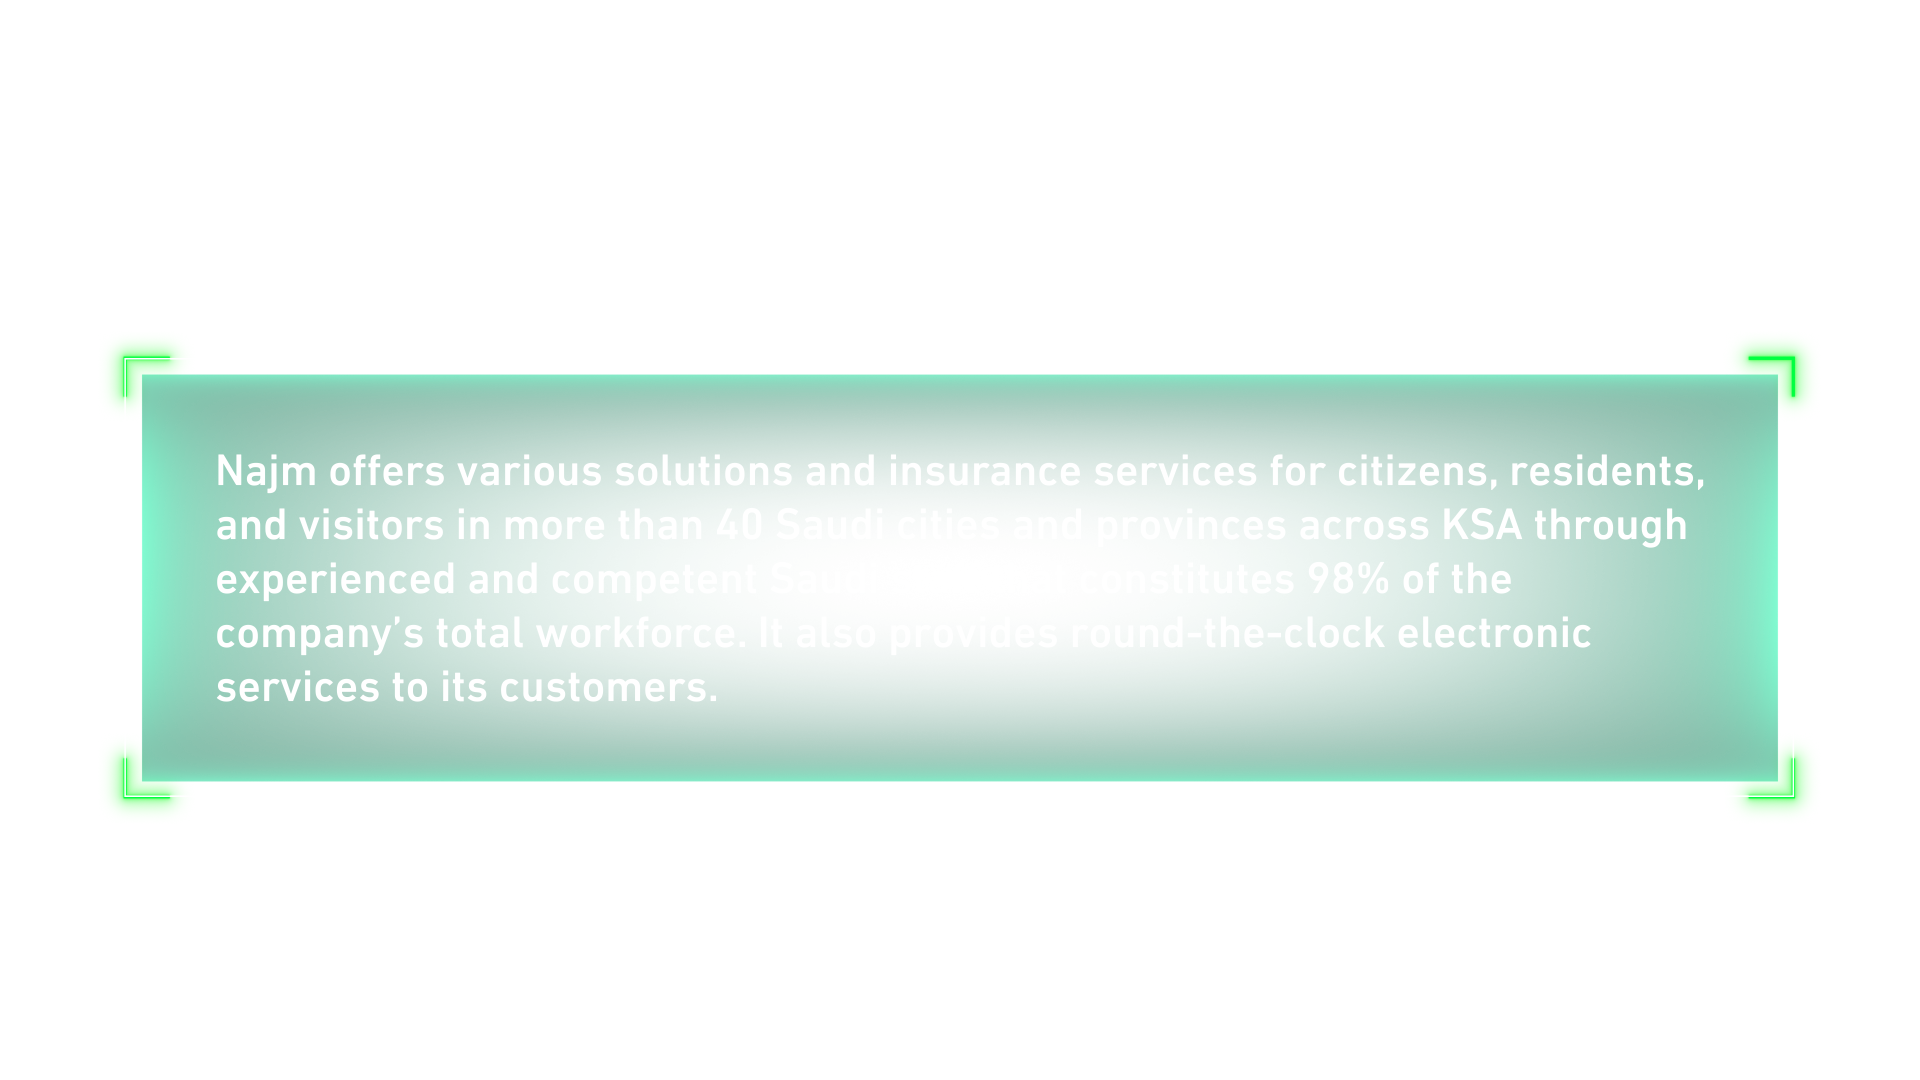 Najm offers various solutions and insurance services for citizens, residents,
and visitors in more than 40 Saudi cities and provinces across KSA through
experienced and competent Saudi constitutes 98% of the
company’s total workforce. It also provides round-the-clock electronic
services to its customers.